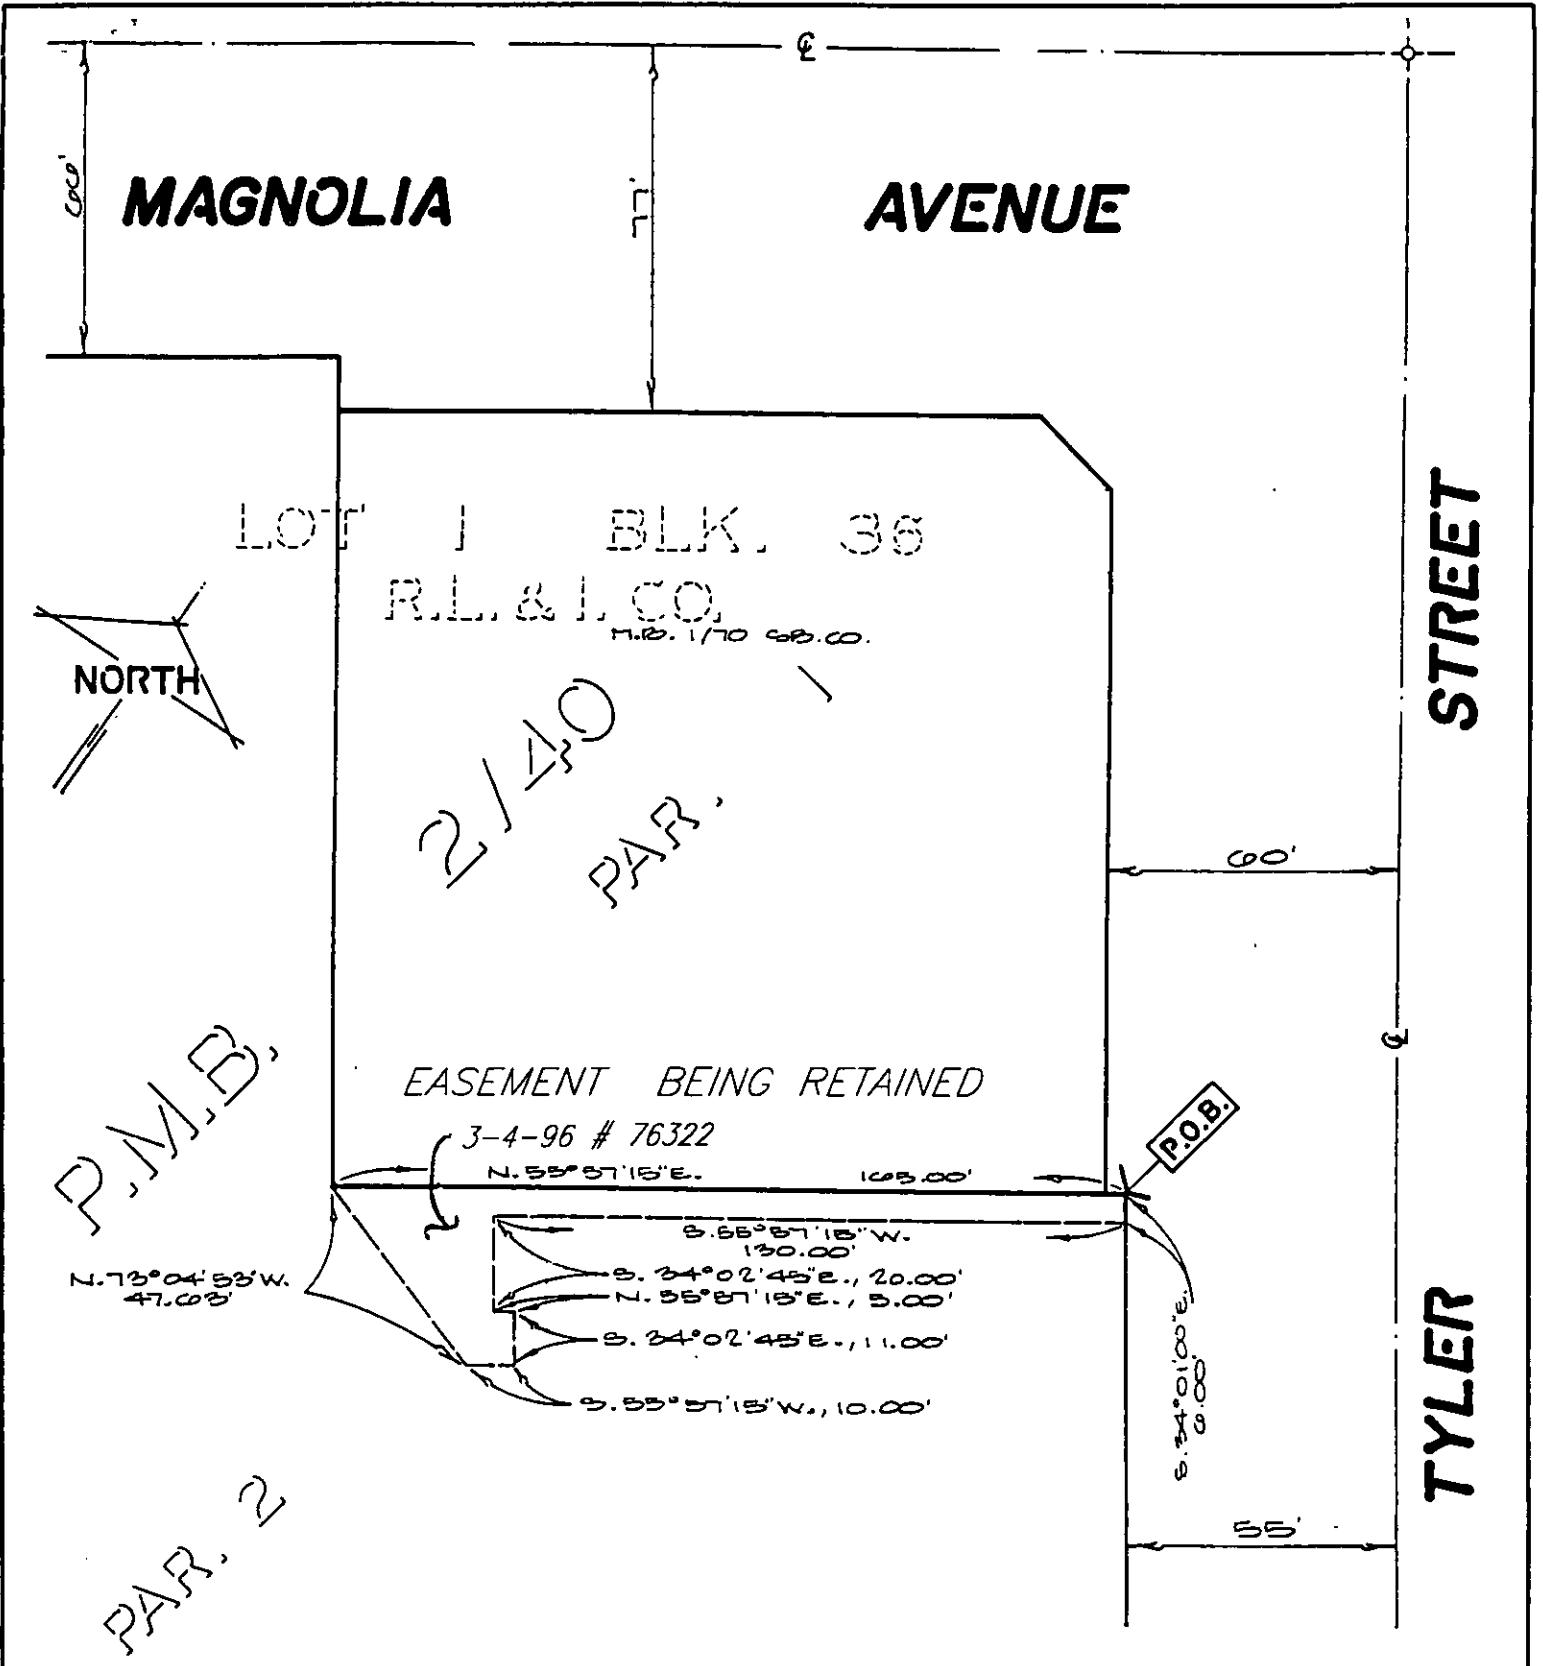 ℄
66'
MAGNOLIA AVENUE
77'
LOT 1 BLK. 36
R.L. & I. CO.
M.B. 1/70 S.B. CO.
NORTH
2/40
PAR. 1
STREET
60'
℄
P.M.B.
EASEMENT BEING RETAINED
3-4-96 # 76322
P.O.B.
N.55°57'15"E. 165.00'
S.55°57'15"W.
130.00'
S. 34°02'45"E., 20.00'
N. 55°57'15"E., 5.00'
S. 34°02'45"E., 11.00'
S.55°57'15"W., 10.00'
N.73°04'53"W.
47.63'
S.34°01'00"E.
6.00'
TYLER
55'
PAR. 2